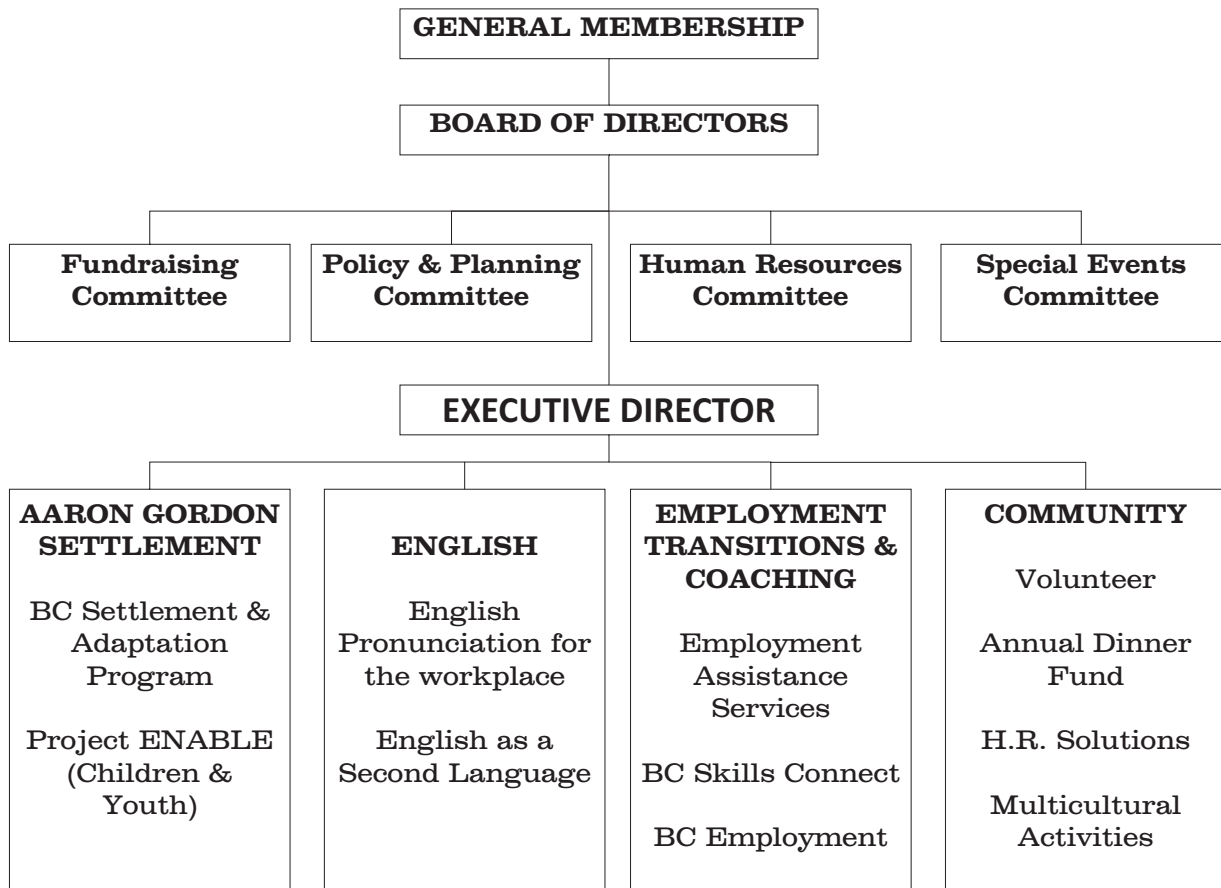 GENERAL MEMBERSHIP
BOARD OF DIRECTORS
Fundraising
Committee
Policy & Planning
Committee
Human Resources
Committee
Special Events
Committee
EXECUTIVE DIRECTOR
AARON GORDON
SETTLEMENT
BC Settlement &
Adaptation
Program
Project ENABLE
(Children &
Youth)
ENGLISH
English
Pronunciation for
the workplace
English as a
Second Language
EMPLOYMENT
TRANSITIONS &
COACHING
Employment
Assistance
Services
BC Skills Connect
BC Employment
COMMUNITY
Volunteer
Annual Dinner
Fund
H.R. Solutions
Multicultural
Activities